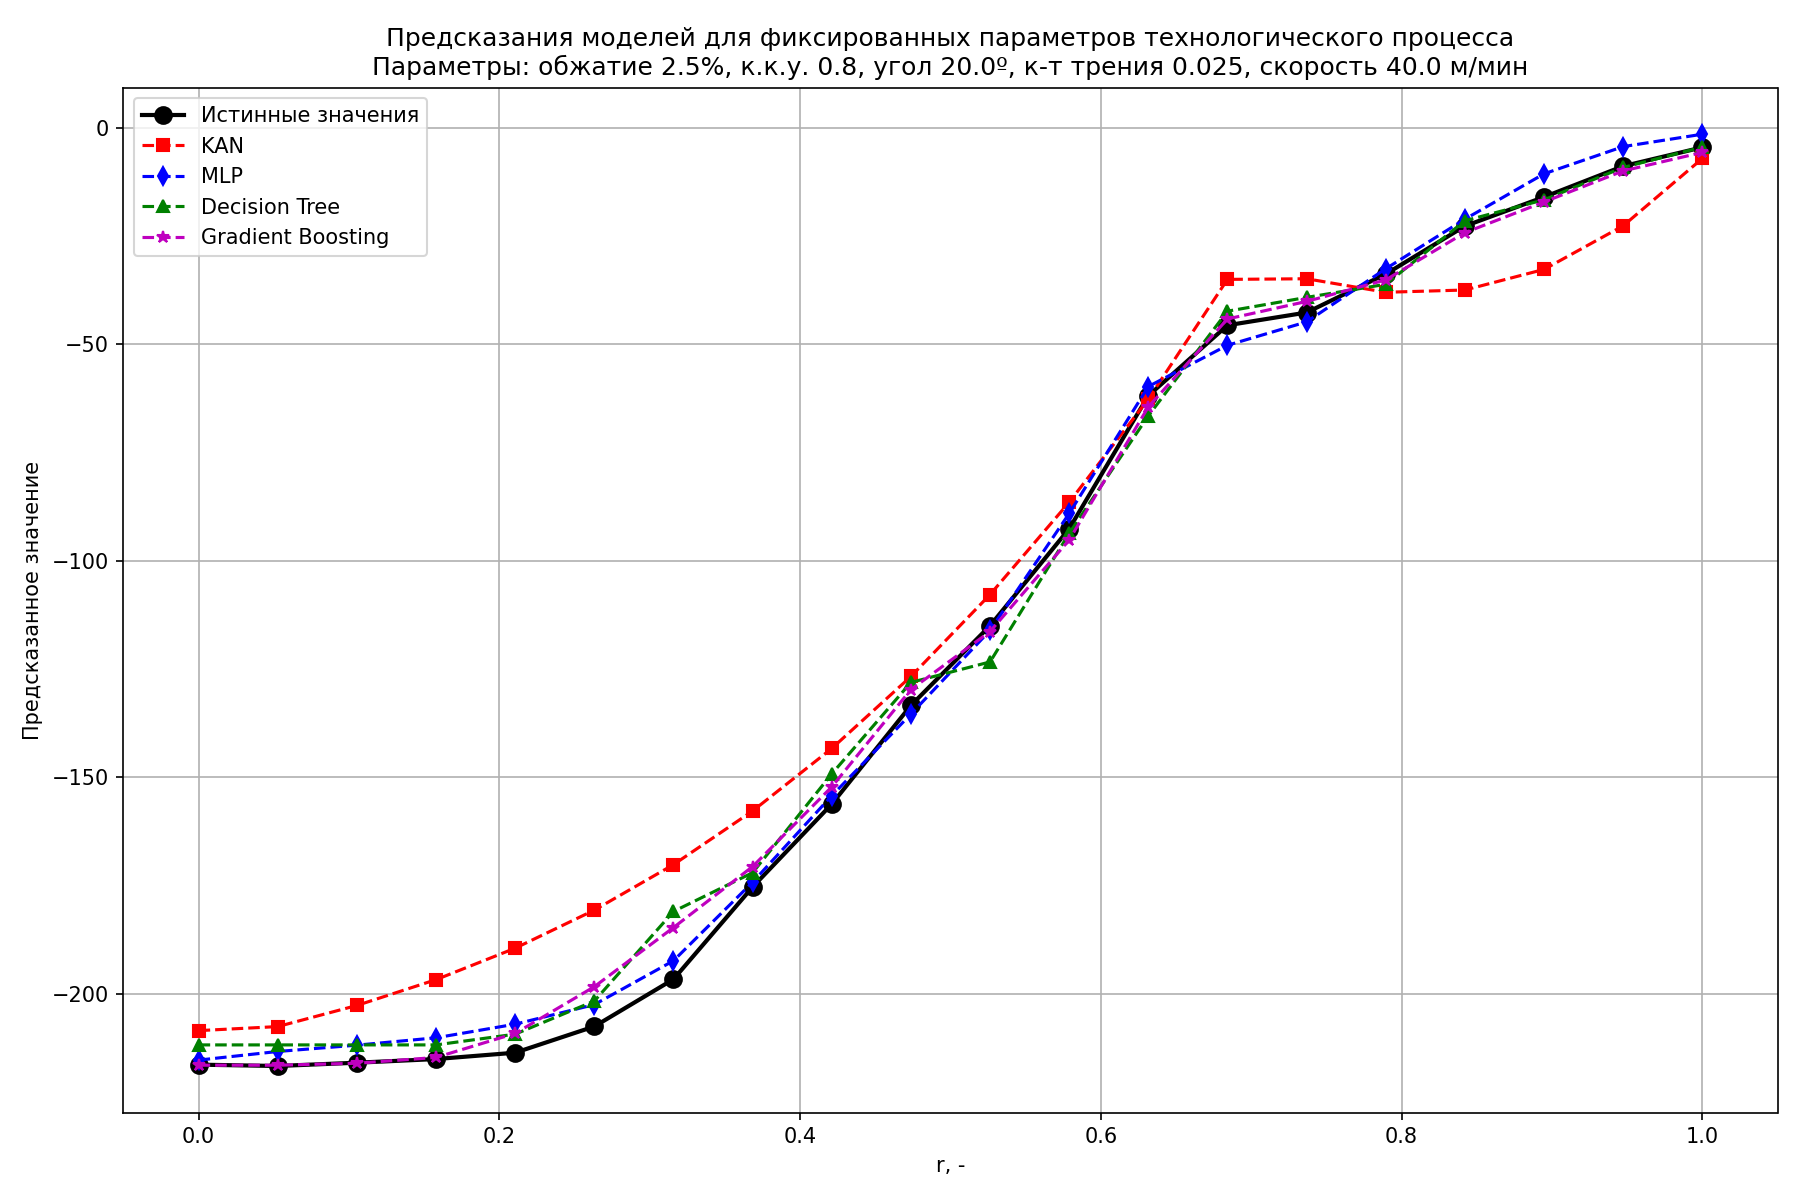 Предсказания моделей для фиксированных параметров технологического процесса
Параметры: обжатие 2.5%, к.к.у. 0.8, угол 20.0º, к-т трения 0.025, скорость 40.0 м/мин
Истинные значения
KAN
MLP
Decision Tree
Gradient Boosting
Предсказанное значение
0
−50
−100
−150
−200
0.0 0.2 0.4 0.6 0.8 1.0
r, -